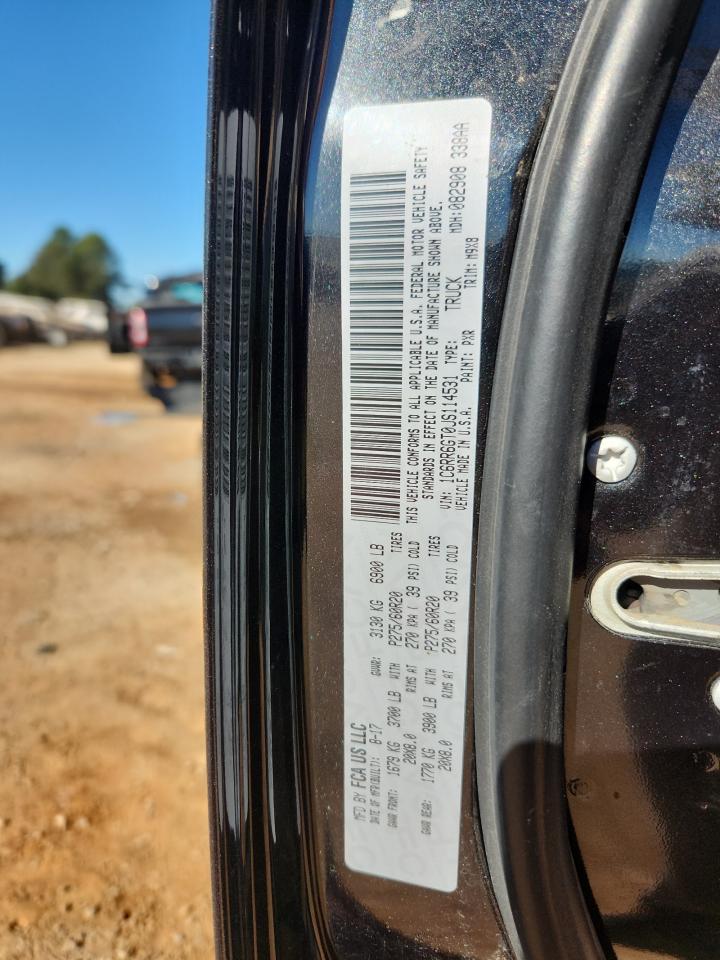 MFD BY FCA US LLC
DATE OF MFR(BUILT): 8-17 GVWR: 3130 KG 6900 LB
GAWR FRONT: 1679 KG 3700 LB WITH P275/60R20 TIRES
20X8.0 RIMS AT 270 KPA ( 39 PSI) COLD
GAWR REAR: 1770 KG 3900 LB WITH P275/60R20 TIRES
20X8.0 RIMS AT 270 KPA ( 39 PSI) COLD
THIS VEHICLE CONFORMS TO ALL APPLICABLE U.S.A. FEDERAL MOTOR VEHICLE SAFETY
STANDARDS IN EFFECT ON THE DATE OF MANUFACTURE SHOWN ABOVE.
VIN: 1C6RR6GT0JS114531 TYPE: TRUCK MDH: 082908 338AA
VEHICLE MADE IN U.S.A. PAINT: PXR TRIM: M9X8